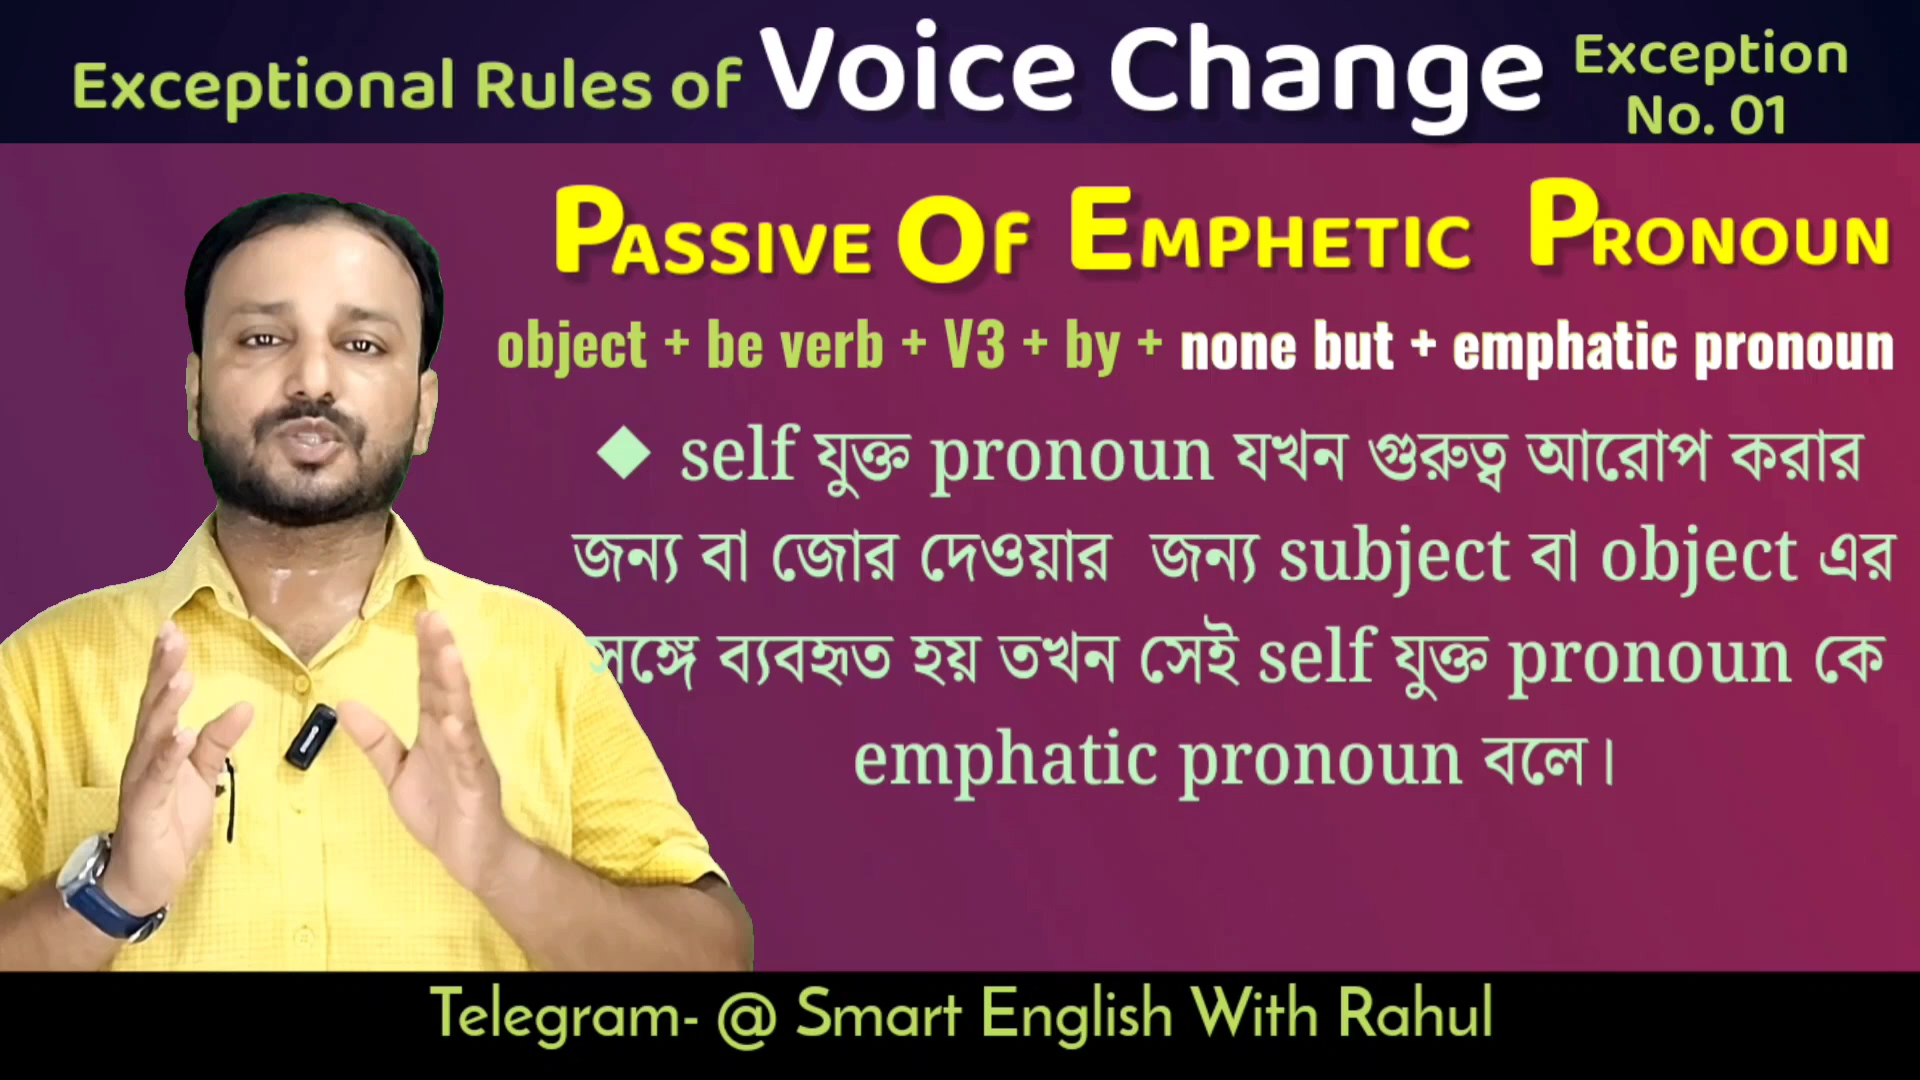 Exceptional Rules of Voice Change Exception No. 01
PASSIVE OF EMPHETIC PRONOUN
object + be verb + V3 + by + none but + emphatic pronoun
◆ self যুক্ত pronoun যখন গুরুত্ব আরোপ করার
জন্য বা জোর দেওয়ার জন্য subject বা object এর
সঙ্গে ব্যবহৃত হয় তখন সেই self যুক্ত pronoun কে
emphatic pronoun বলে।
Telegram- @ Smart English With Rahul